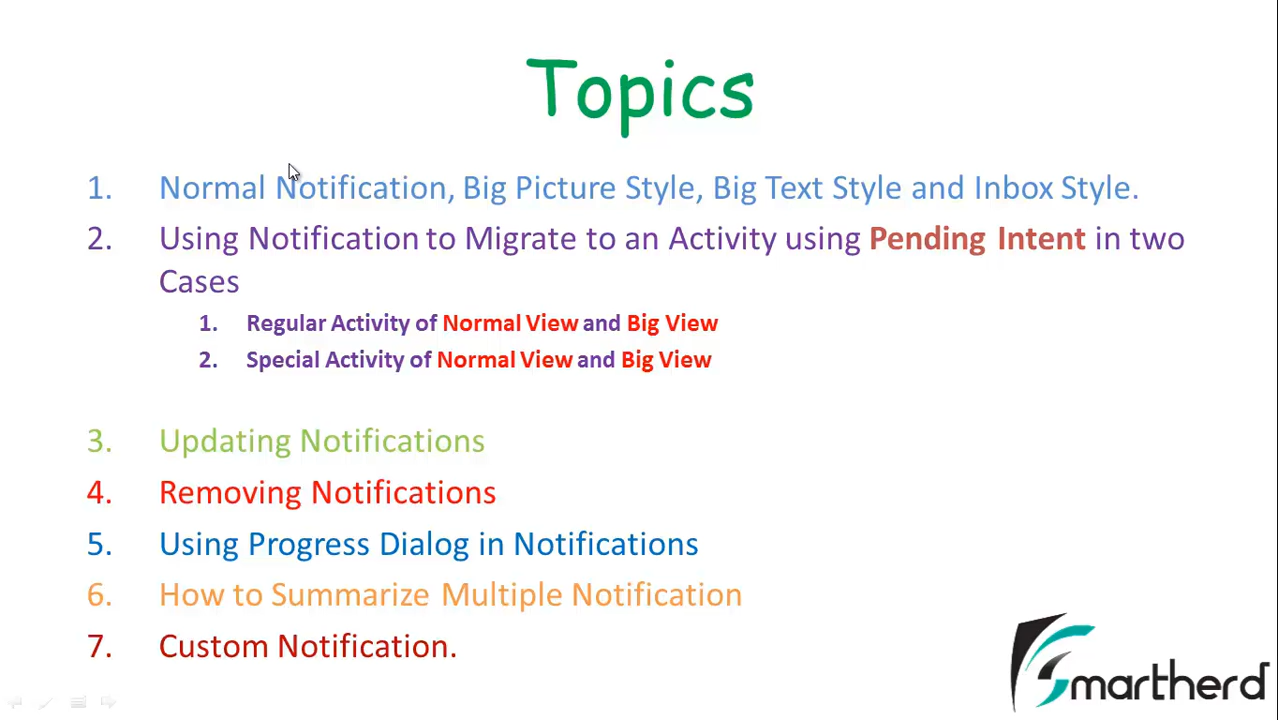 Topics
1. Normal Notification, Big Picture Style, Big Text Style and Inbox Style.
2. Using Notification to Migrate to an Activity using Pending Intent in two
Cases
1. Regular Activity of Normal View and Big View
2. Special Activity of Normal View and Big View
3. Updating Notifications
4. Removing Notifications
5. Using Progress Dialog in Notifications
6. How to Summarize Multiple Notification
7. Custom Notification.
Smartherd